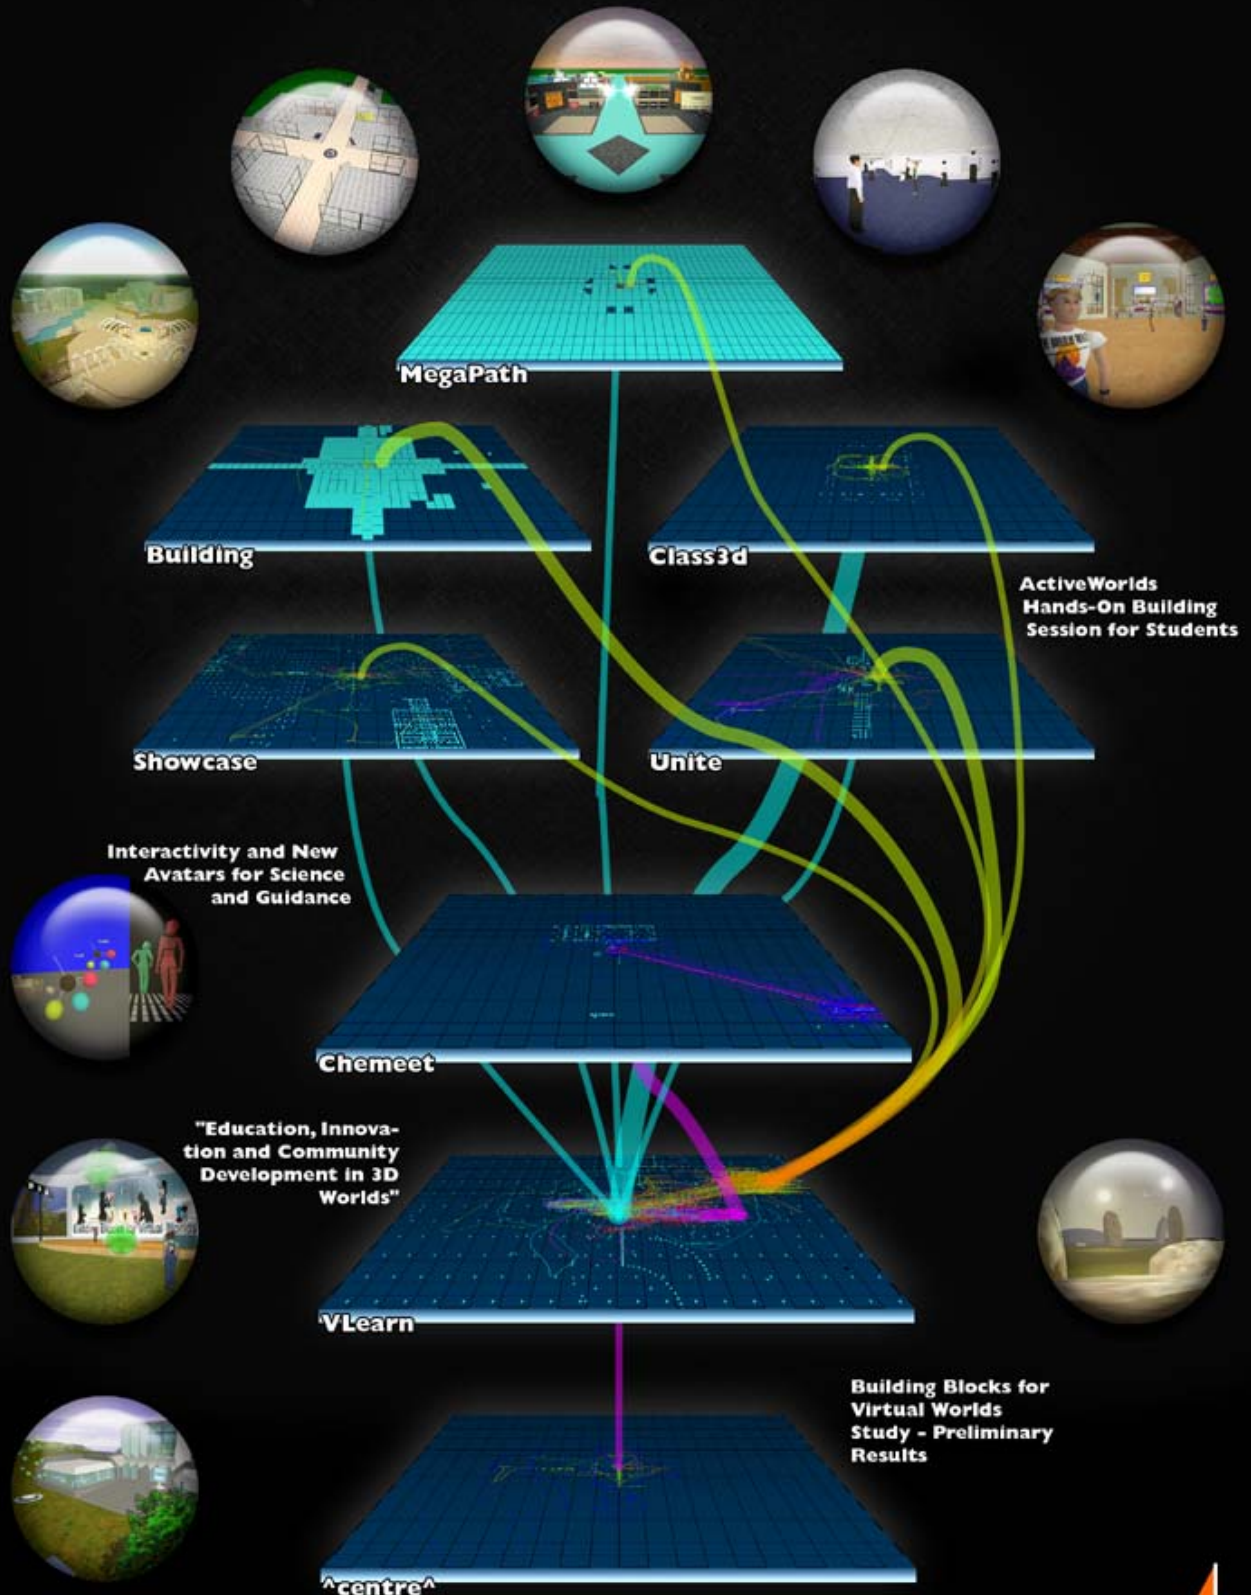 MegaPath
Building
Class3d
ActiveWorlds
Hands-On Building
Session for Students
Showcase
Unite
Interactivity and New
Avatars for Science
and Guidance
Chemeet
"Education, Innova-
tion and Community
Development in 3D
Worlds"
VLearn
Building Blocks for
Virtual Worlds
Study - Preliminary
Results
^centre^